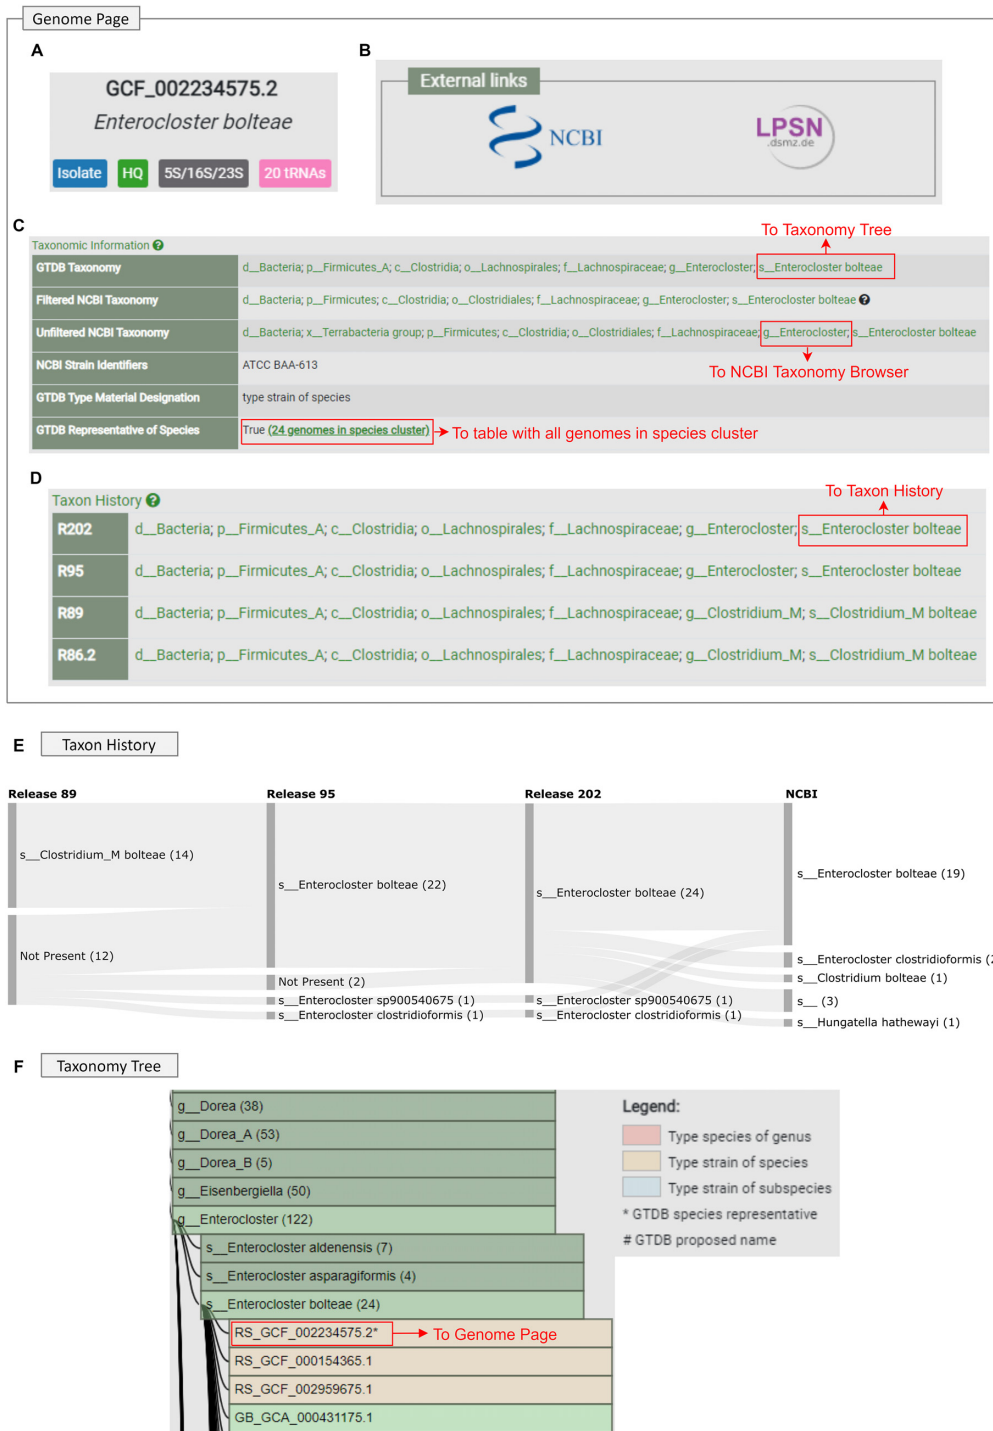 Genome Page
A
B
GCF_002234575.2
Enterocloster bolteae
Isolate HQ 5S/16S/23S 20 tRNAs
External links
NCBI
LPSN
.dsmz.de
C
To Taxonomy Tree
Taxonomic Information ?
GTDB Taxonomy d__Bacteria; p__Firmicutes_A; c__Clostridia; o__Lachnospirales; f__Lachnospiraceae; g__Enterocloster; s__Enterocloster bolteae
Filtered NCBI Taxonomy d__Bacteria; p__Firmicutes; c__Clostridia; o__Clostridiales; f__Lachnospiraceae; g__Enterocloster; s__Enterocloster bolteae ?
Unfiltered NCBI Taxonomy d__Bacteria; x__Terrabacteria group; p__Firmicutes; c__Clostridia; o__Clostridiales; f__Lachnospiraceae; g__Enterocloster; s__Enterocloster bolteae
NCBI Strain Identifiers ATCC BAA-613
To NCBI Taxonomy Browser
GTDB Type Material Designation type strain of species
GTDB Representative of Species True (24 genomes in species cluster) To table with all genomes in species cluster
D
Taxon History ?
To Taxon History
R202 d__Bacteria; p__Firmicutes_A; c__Clostridia; o__Lachnospirales; f__Lachnospiraceae; g__Enterocloster; s__Enterocloster bolteae
R95 d__Bacteria; p__Firmicutes_A; c__Clostridia; o__Lachnospirales; f__Lachnospiraceae; g__Enterocloster; s__Enterocloster bolteae
R89 d__Bacteria; p__Firmicutes_A; c__Clostridia; o__Lachnospirales; f__Lachnospiraceae; g__Clostridium_M; s__Clostridium_M bolteae
R86.2 d__Bacteria; p__Firmicutes_A; c__Clostridia; o__Lachnospirales; f__Lachnospiraceae; g__Clostridium_M; s__Clostridium_M bolteae
E Taxon History
Release 89 Release 95 Release 202 NCBI
s__Clostridium_M bolteae (14)
Not Present (12)
s__Enterocloster bolteae (22)
Not Present (2)
s__Enterocloster sp900540675 (1)
s__Enterocloster clostridioformis (1)
s__Enterocloster bolteae (24)
s__Enterocloster sp900540675 (1)
s__Enterocloster clostridioformis (1)
s__Enterocloster bolteae (19)
s__Enterocloster clostridioformis (2
s__Clostridium bolteae (1)
s__ (3)
s__Hungatella hathewayi (1)
F Taxonomy Tree
g__Dorea (38)
g__Dorea_A (53)
g__Dorea_B (5)
g__Eisenbergiella (50)
g__Enterocloster (122)
s__Enterocloster aldenensis (7)
s__Enterocloster asparagiformis (4)
s__Enterocloster bolteae (24)
RS_GCF_002234575.2* To Genome Page
RS_GCF_000154365.1
RS_GCF_002959675.1
GB_GCA_000431175.1
Legend:
Type species of genus
Type strain of species
Type strain of subspecies
* GTDB species representative
# GTDB proposed name